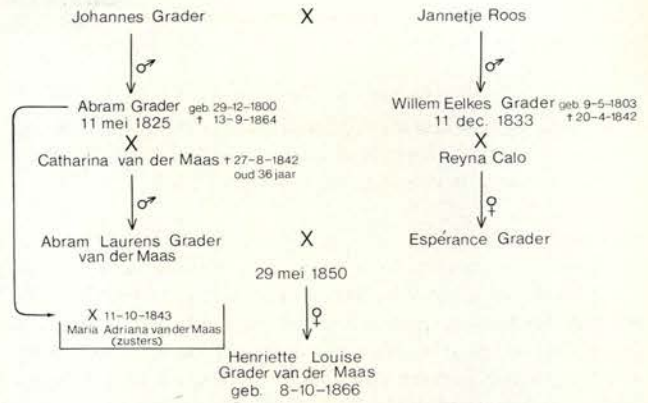 Johannes Grader X Jannetje Roos
♂ ♂
Abram Grader geb. 29-12-1800
11 mei 1825 † 13-9-1864
X
Catharina van der Maas † 27-8-1842
oud 36 jaar
♂
Abram Laurens Grader
van der Maas
Willem Eelkes Grader geb. 9-5-1803
11 dec. 1833 † 20-4-1842
X
Reyna Calo
♀
Espérance Grader
X
29 mei 1850
♀
X 11-10-1843
Maria Adriana van der Maas
(zusters)
Henriette Louise
Grader van der Maas
geb. 8-10-1866